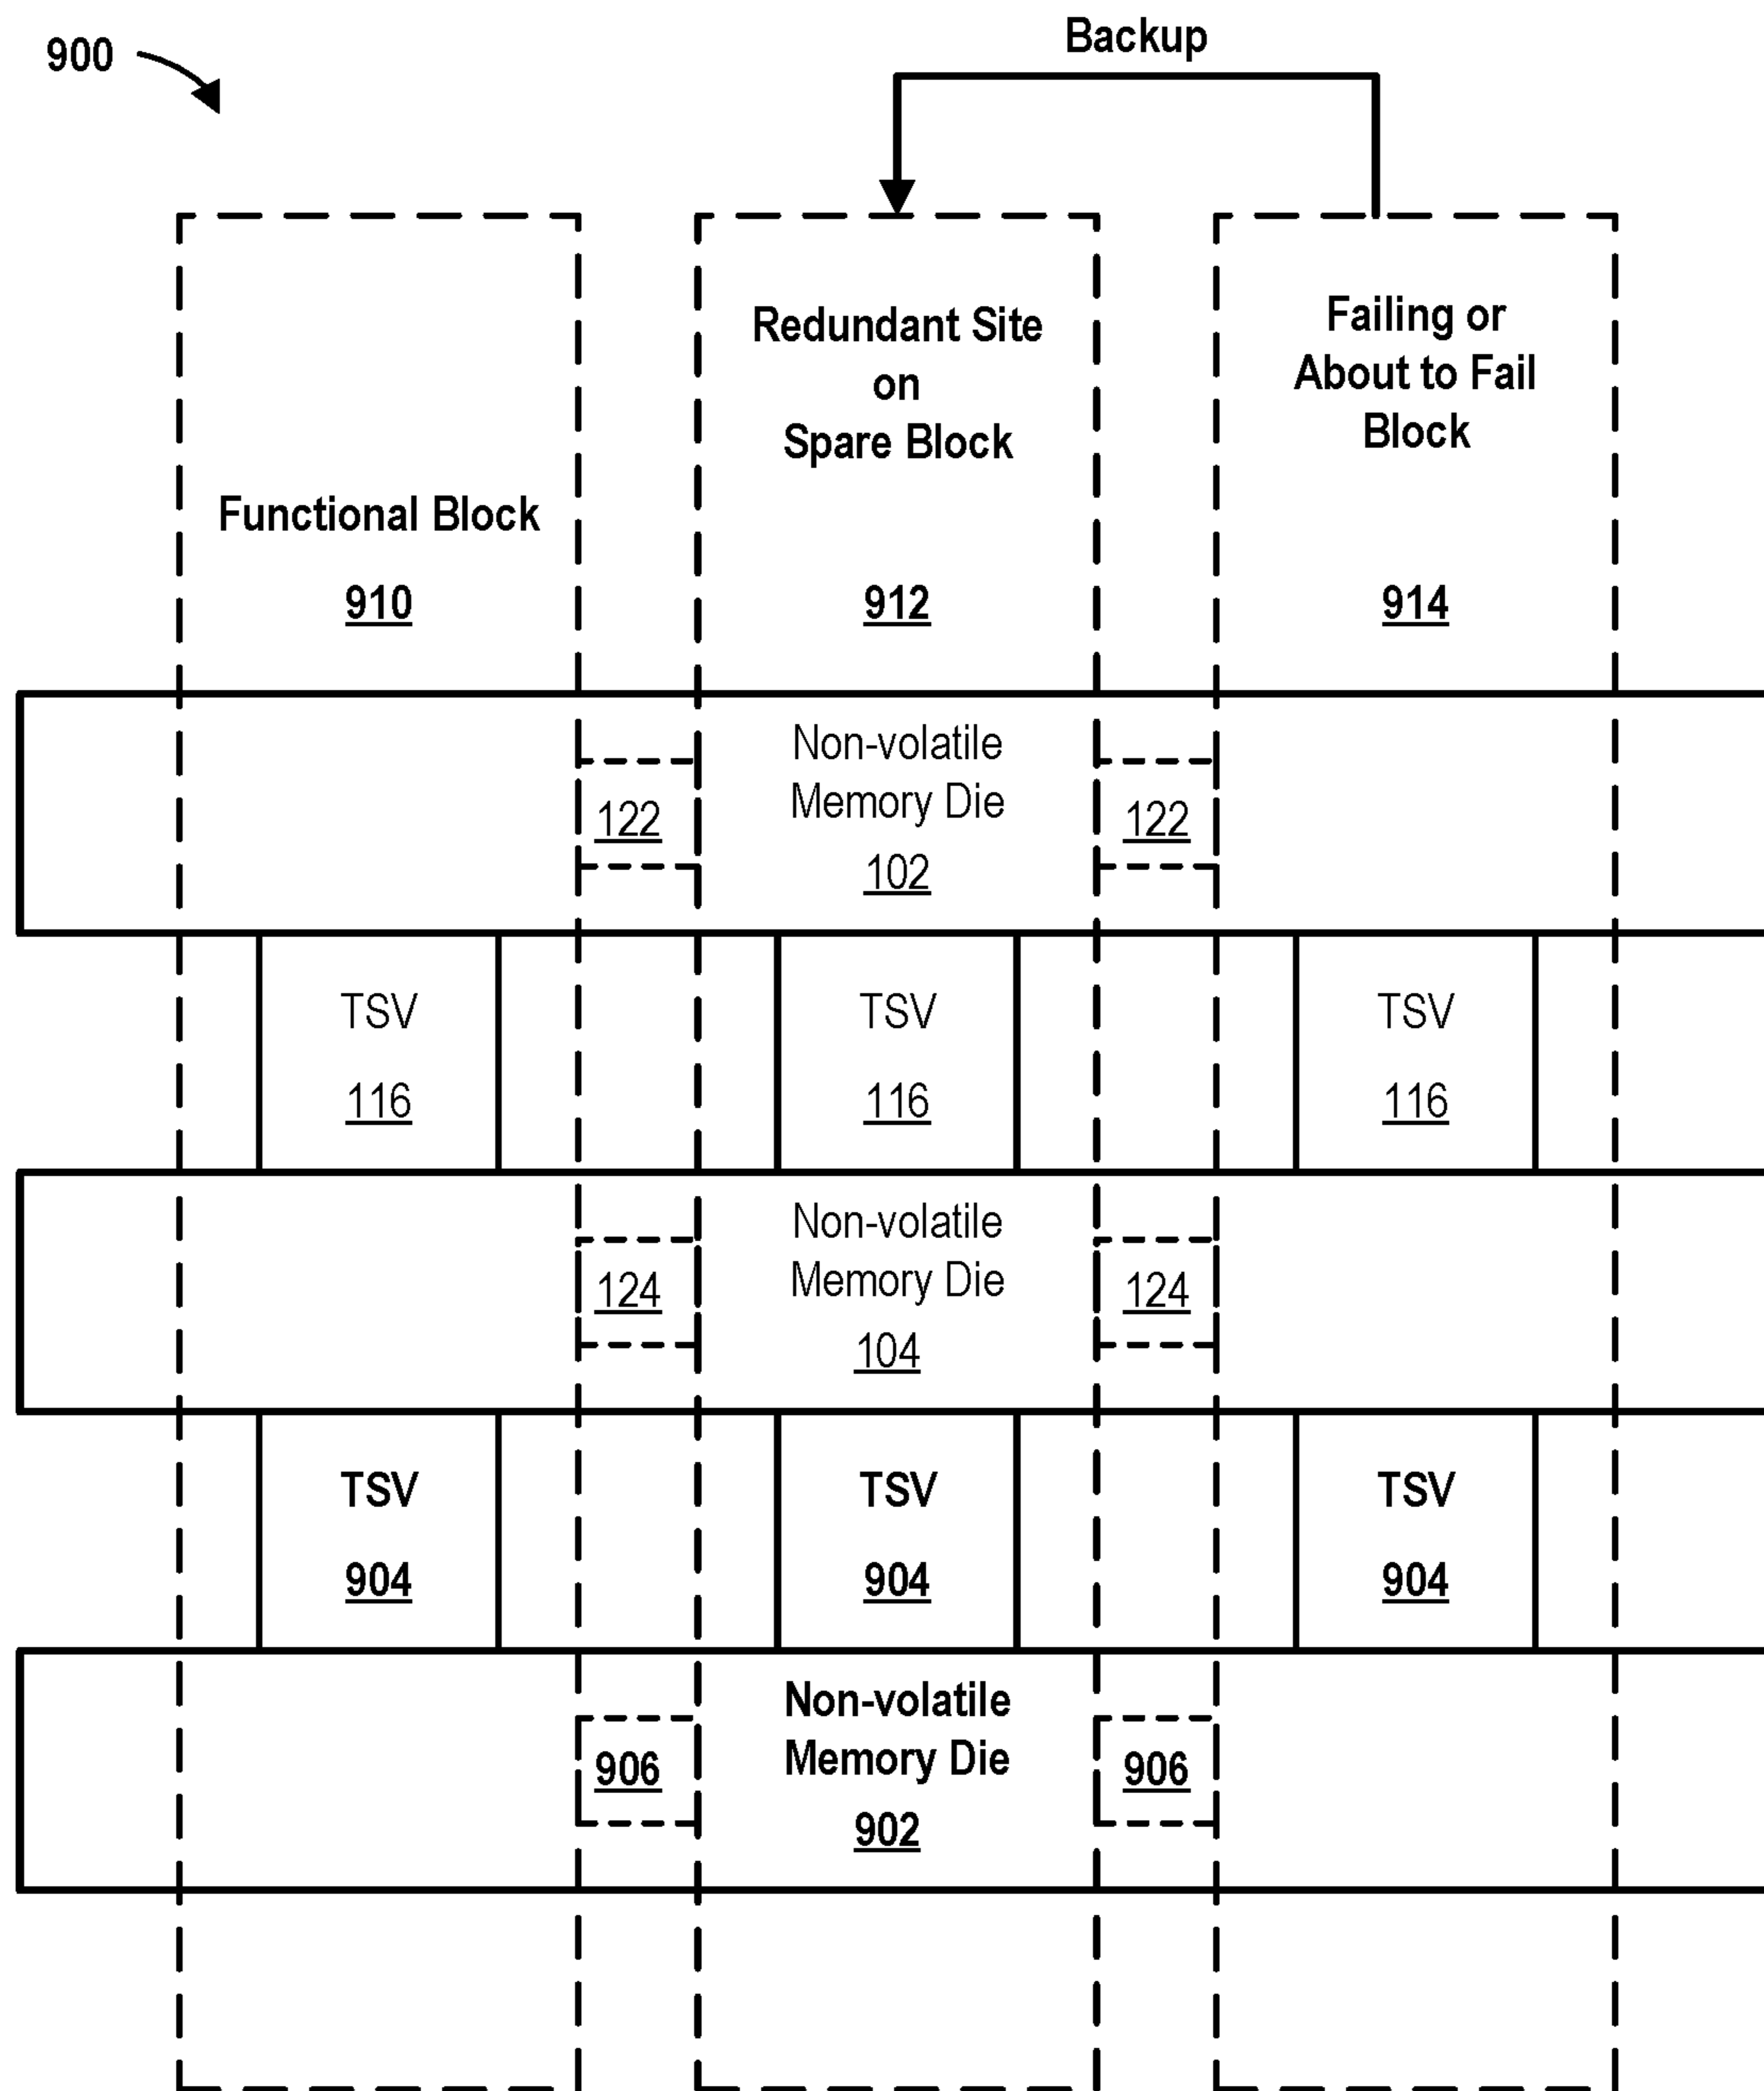 Backup
900
Functional Block
910
Redundant Site
on
Spare Block
912
Failing or
About to Fail
Block
914
122
Non-volatile
Memory Die
102
122
TSV
116
TSV
116
TSV
116
124
Non-volatile
Memory Die
104
124
TSV
904
TSV
904
TSV
904
906
Non-volatile
Memory Die
902
906